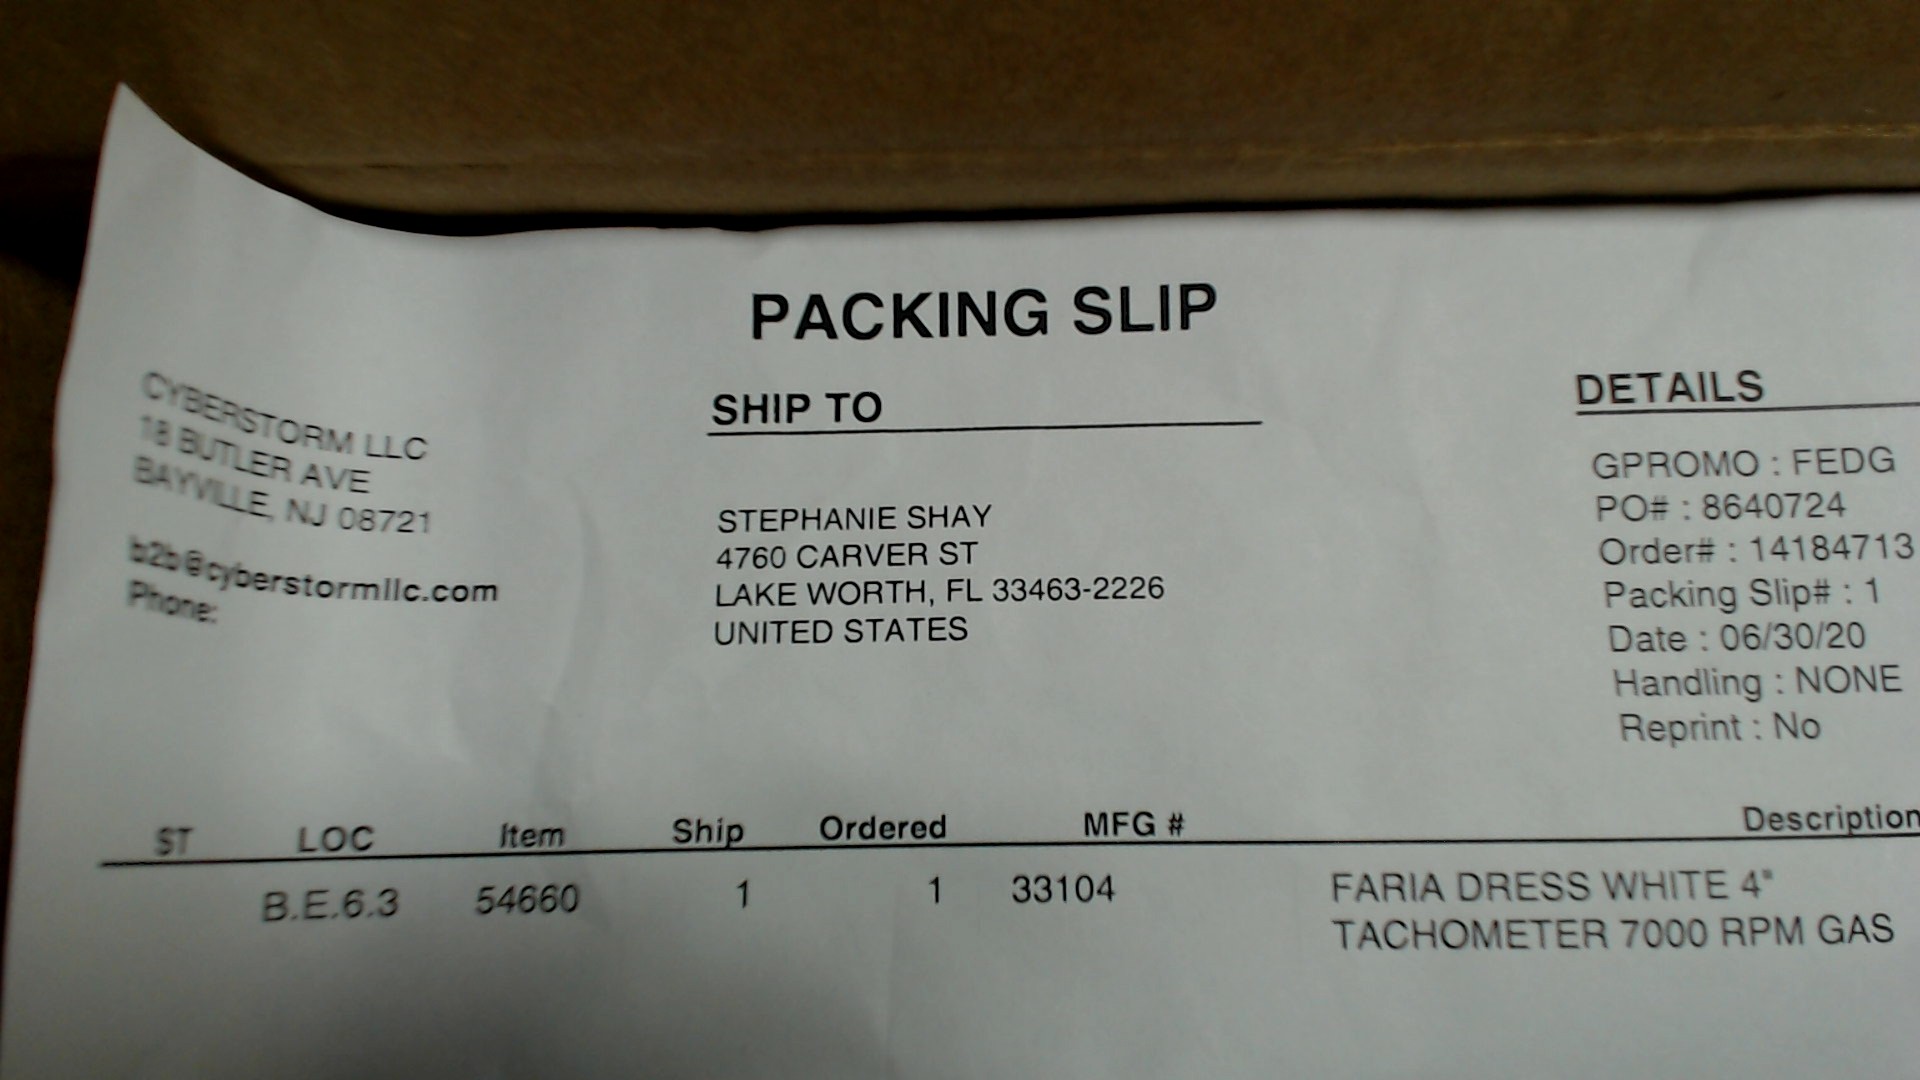 PACKING SLIP
CYBERSTORM LLC
18 BUTLER AVE
BAYVILLE, NJ 08721
b2b@cyberstormllc.com
Phone:
SHIP TO
STEPHANIE SHAY
4760 CARVER ST
LAKE WORTH, FL 33463-2226
UNITED STATES
DETAILS
GPROMO : FEDG
PO# : 8640724
Order# : 14184713
Packing Slip# : 1
Date : 06/30/20
Handling : NONE
Reprint : No
ST LOC Item Ship Ordered MFG # Description
B.E.6.3 54660 1 1 33104 FARIA DRESS WHITE 4"
TACHOMETER 7000 RPM GAS